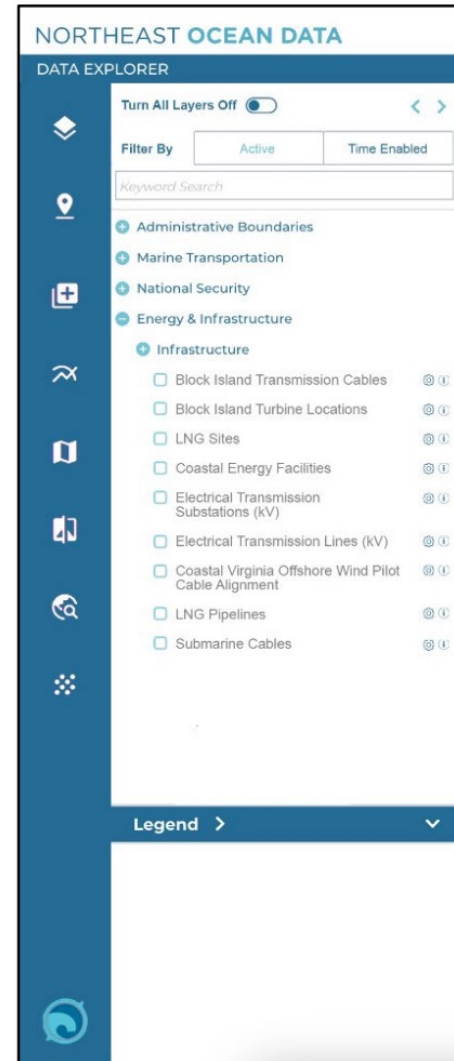 NORTHEAST OCEAN DATA
DATA EXPLORER
Turn All Layers Off
Filter By Active Time Enabled
Keyword Search
Administrative Boundaries
Marine Transportation
National Security
Energy & Infrastructure
Infrastructure
Block Island Transmission Cables
Block Island Turbine Locations
LNG Sites
Coastal Energy Facilities
Electrical Transmission
Substations (kV)
Electrical Transmission Lines (kV)
Coastal Virginia Offshore Wind Pilot
Cable Alignment
LNG Pipelines
Submarine Cables
Legend